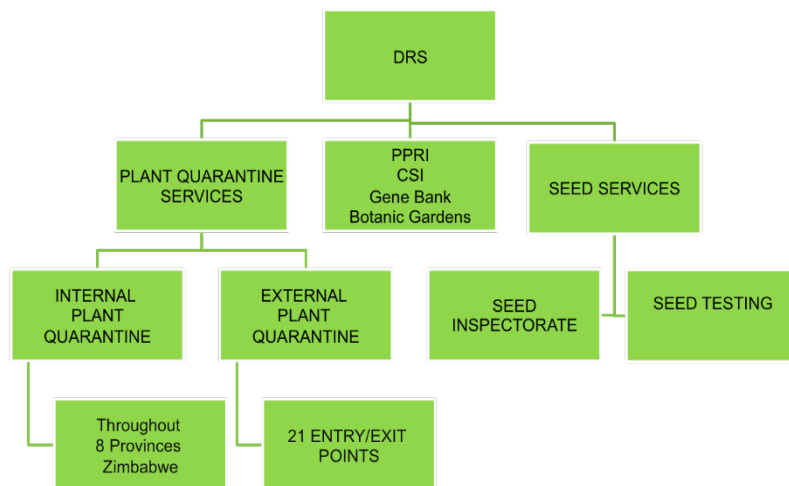 DRS
PLANT QUARANTINE
SERVICES
PPRI
CSI
Gene Bank
Botanic Gardens
SEED SERVICES
INTERNAL
PLANT
QUARANTINE
EXTERNAL
PLANT
QUARANTINE
SEED
INSPECTORATE
SEED TESTING
Throughout
8 Provinces
Zimbabwe
21 ENTRY/EXIT
POINTS